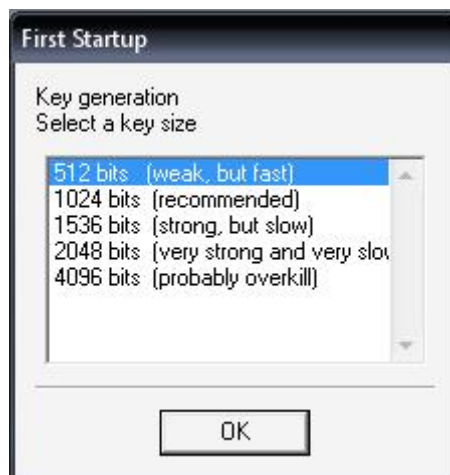 First Startup
Key generation
Select a key size
512 bits (weak, but fast)
1024 bits (recommended)
1536 bits (strong, but slow)
2048 bits (very strong and very
4096 bits (probably overkill)
OK